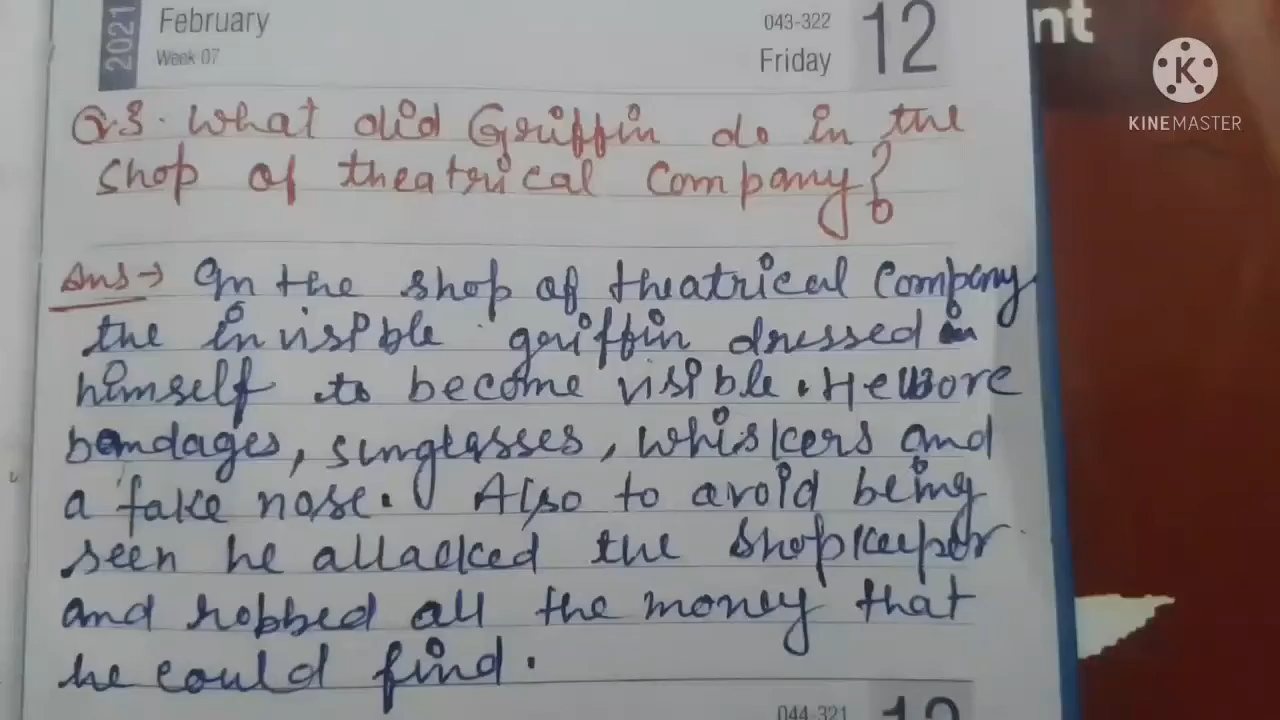 2021
February
Week 07
043-322
Friday
12
nt
KINEMASTER
Q3. What did Griffin do in the
shop of theatrical company?
Ans→ In the shop of theatrical company
the invisible griffin dressed in
himself to become visible. He wore
bandages, sunglasses, whiskers and
a fake nose. Also to avoid being
seen he attacked the shopkeeper
and robbed all the money that
he could find.
044-321